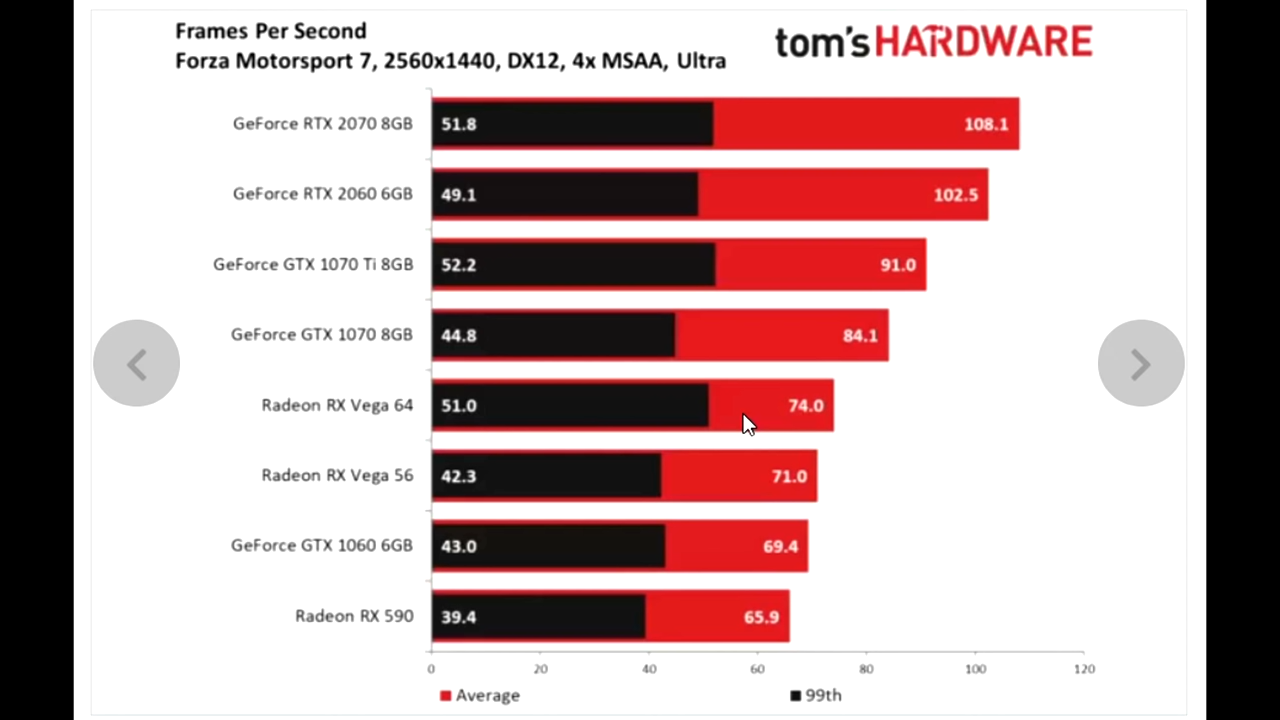 Frames Per Second
Forza Motorsport 7, 2560x1440, DX12, 4x MSAA, Ultra
tom's HARDWARE
GeForce RTX 2070 8GB 51.8 108.1
GeForce RTX 2060 6GB 49.1 102.5
GeForce GTX 1070 Ti 8GB 52.2 91.0
GeForce GTX 1070 8GB 44.8 84.1
Radeon RX Vega 64 51.0 74.0
Radeon RX Vega 56 42.3 71.0
GeForce GTX 1060 6GB 43.0 69.4
Radeon RX 590 39.4 65.9
0 20 40 60 80 100 120
Average 99th